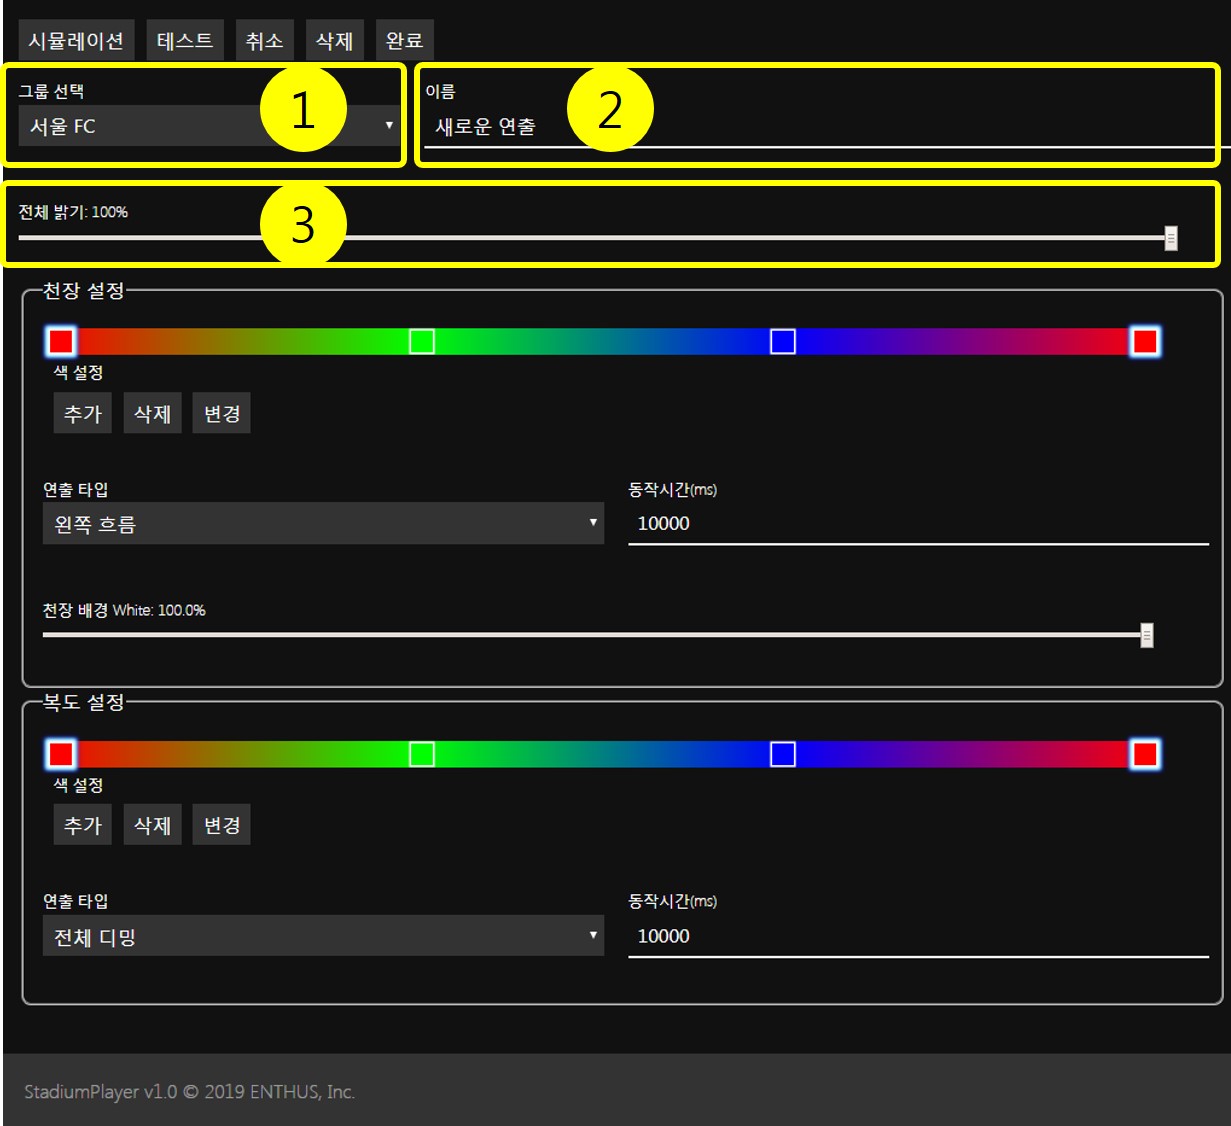 시뮬레이션 테스트 취소 삭제 완료
그룹 선택
서울 FC
1
이름
새로운 연출
2
전체 밝기: 100%
3
천장 설정
색 설정
추가 삭제 변경
연출 타입 동작시간(ms)
왼쪽 흐름 10000
천장 배경 White: 100.0%
복도 설정
색 설정
추가 삭제 변경
연출 타입 동작시간(ms)
전체 디밍 10000
StadiumPlayer v1.0 © 2019 ENTHUS, Inc.